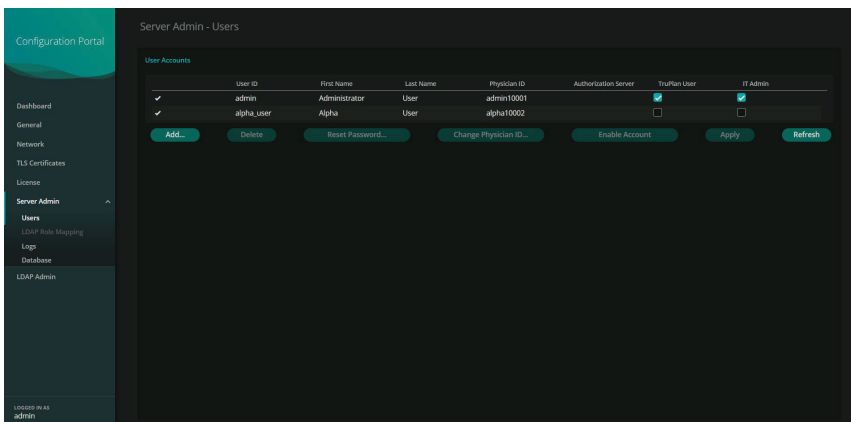 Configuration Portal
Dashboard
General
Network
TLS Certificates
License
Server Admin
Users
LDAP Role Mapping
Logs
Database
LDAP Admin
LOGGED IN AS
admin
Server Admin - Users
User Accounts
User ID First Name Last Name Physician ID Authorization Server TruPlan User IT Admin
admin Administrator User admin10001
alpha_user Alpha User alpha10002
Add... Delete Reset Password... Change Physician ID... Enable Account Apply Refresh